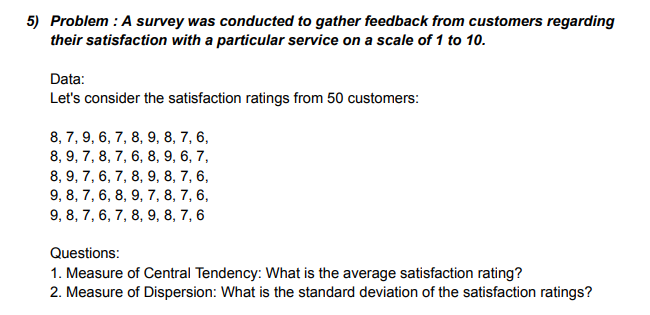 5) Problem : A survey was conducted to gather feedback from customers regarding
their satisfaction with a particular service on a scale of 1 to 10.
Data:
Let's consider the satisfaction ratings from 50 customers:
8, 7, 9, 6, 7, 8, 9, 8, 7, 6,
8, 9, 7, 8, 7, 6, 8, 9, 6, 7,
8, 9, 7, 6, 7, 8, 9, 8, 7, 6,
9, 8, 7, 6, 8, 9, 7, 8, 7, 6,
9, 8, 7, 6, 7, 8, 9, 8, 7, 6
Questions:
1. Measure of Central Tendency: What is the average satisfaction rating?
2. Measure of Dispersion: What is the standard deviation of the satisfaction ratings?